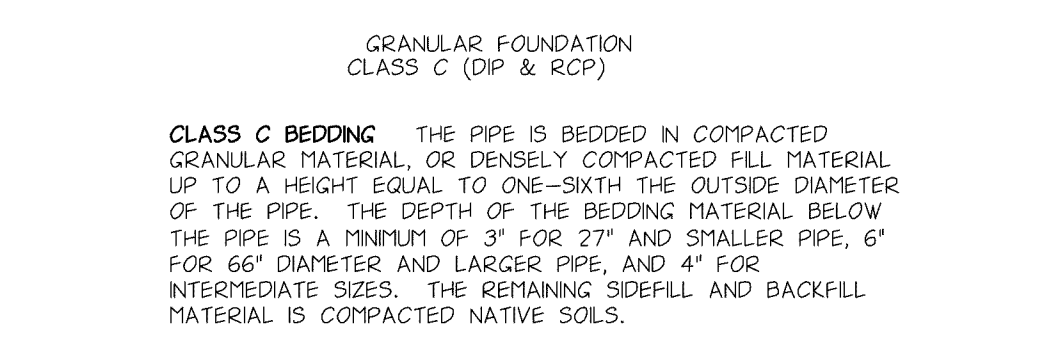 GRANULAR FOUNDATION
CLASS C (DIP & RCP)
CLASS C BEDDING THE PIPE IS BEDDED IN COMPACTED
GRANULAR MATERIAL, OR DENSELY COMPACTED FILL MATERIAL
UP TO A HEIGHT EQUAL TO ONE-SIXTH THE OUTSIDE DIAMETER
OF THE PIPE. THE DEPTH OF THE BEDDING MATERIAL BELOW
THE PIPE IS A MINIMUM OF 3" FOR 27" AND SMALLER PIPE, 6"
FOR 66" DIAMETER AND LARGER PIPE, AND 4" FOR
INTERMEDIATE SIZES. THE REMAINING SIDEFILL AND BACKFILL
MATERIAL IS COMPACTED NATIVE SOILS.